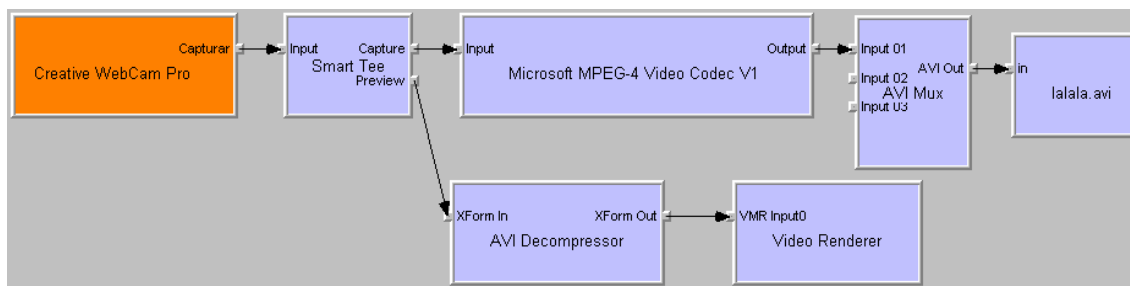 Capturar
Creative WebCam Pro
Input
Capture
Smart Tee
Preview
Input
Output
Microsoft MPEG-4 Video Codec V1
Input 01
AVI Out
Input 02
AVI Mux
Input 03
in
lalala.avi
XForm In
XForm Out
AVI Decompressor
VMR Input0
Video Renderer